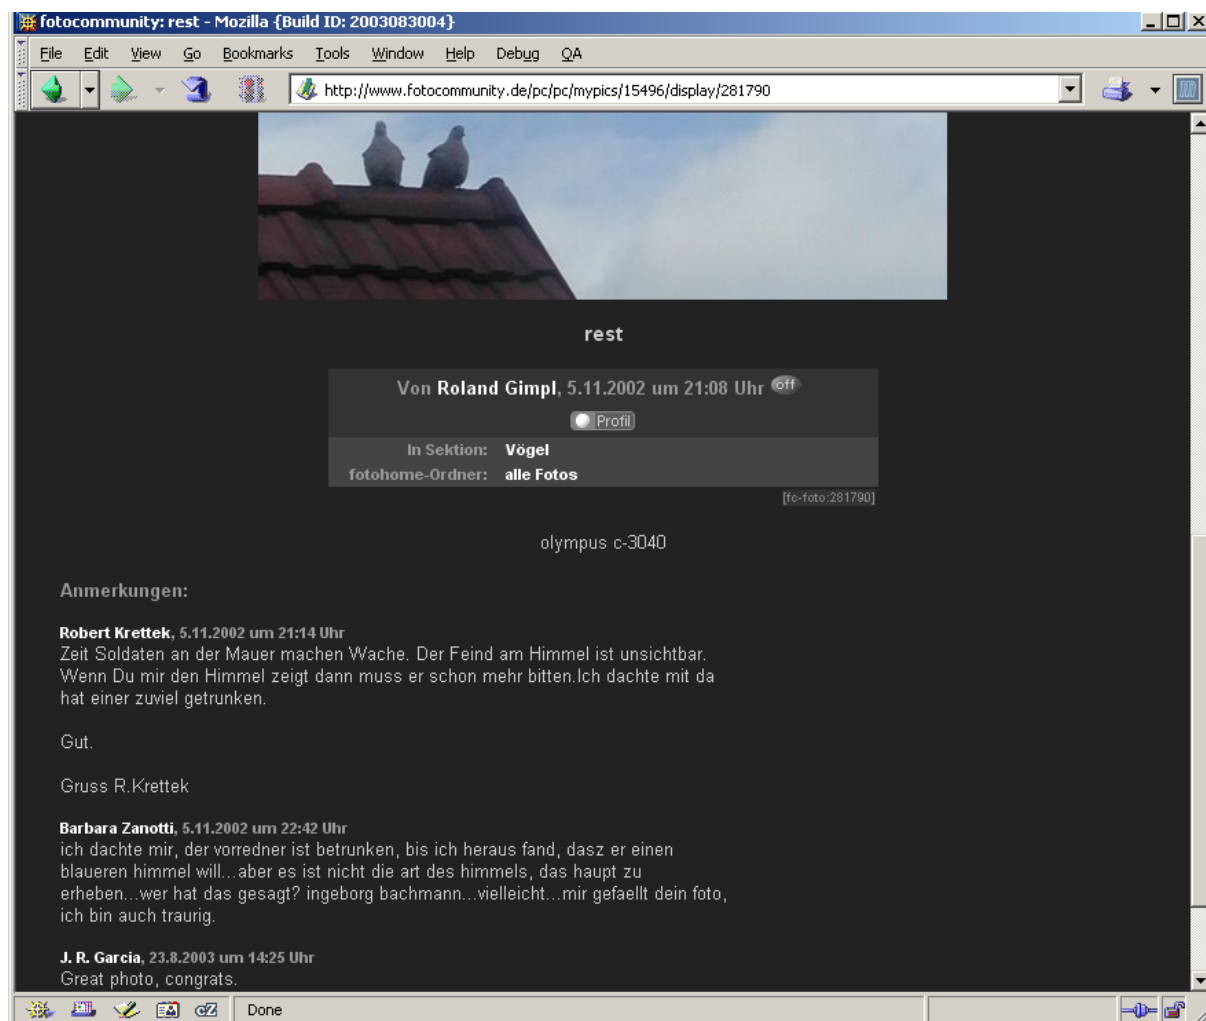 fotocommunity: rest - Mozilla {Build ID: 2003083004}
File Edit View Go Bookmarks Tools Window Help Debug QA
http://www.fotocommunity.de/pc/pc/mypics/15496/display/281790
rest
Von Roland Gimpl, 5.11.2002 um 21:08 Uhr off
Profil
In Sektion: Vögel
fotohome-Ordner: alle Fotos
[fc-foto:281790]
olympus c-3040
Anmerkungen:
Robert Krettek, 5.11.2002 um 21:14 Uhr
Zeit Soldaten an der Mauer machen Wache. Der Feind am Himmel ist unsichtbar.
Wenn Du mir den Himmel zeigt dann muss er schon mehr bitten.Ich dachte mit da
hat einer zuviel getrunken.
Gut.
Gruss R.Krettek
Barbara Zanotti, 5.11.2002 um 22:42 Uhr
ich dachte mir, der vorredner ist betrunken, bis ich heraus fand, dasz er einen
blaueren himmel will...aber es ist nicht die art des himmels, das haupt zu
erheben...wer hat das gesagt? ingeborg bachmann...vielleicht...mir gefaellt dein foto,
ich bin auch traurig.
J. R. Garcia, 23.8.2003 um 14:25 Uhr
Great photo, congrats.
cZ Done